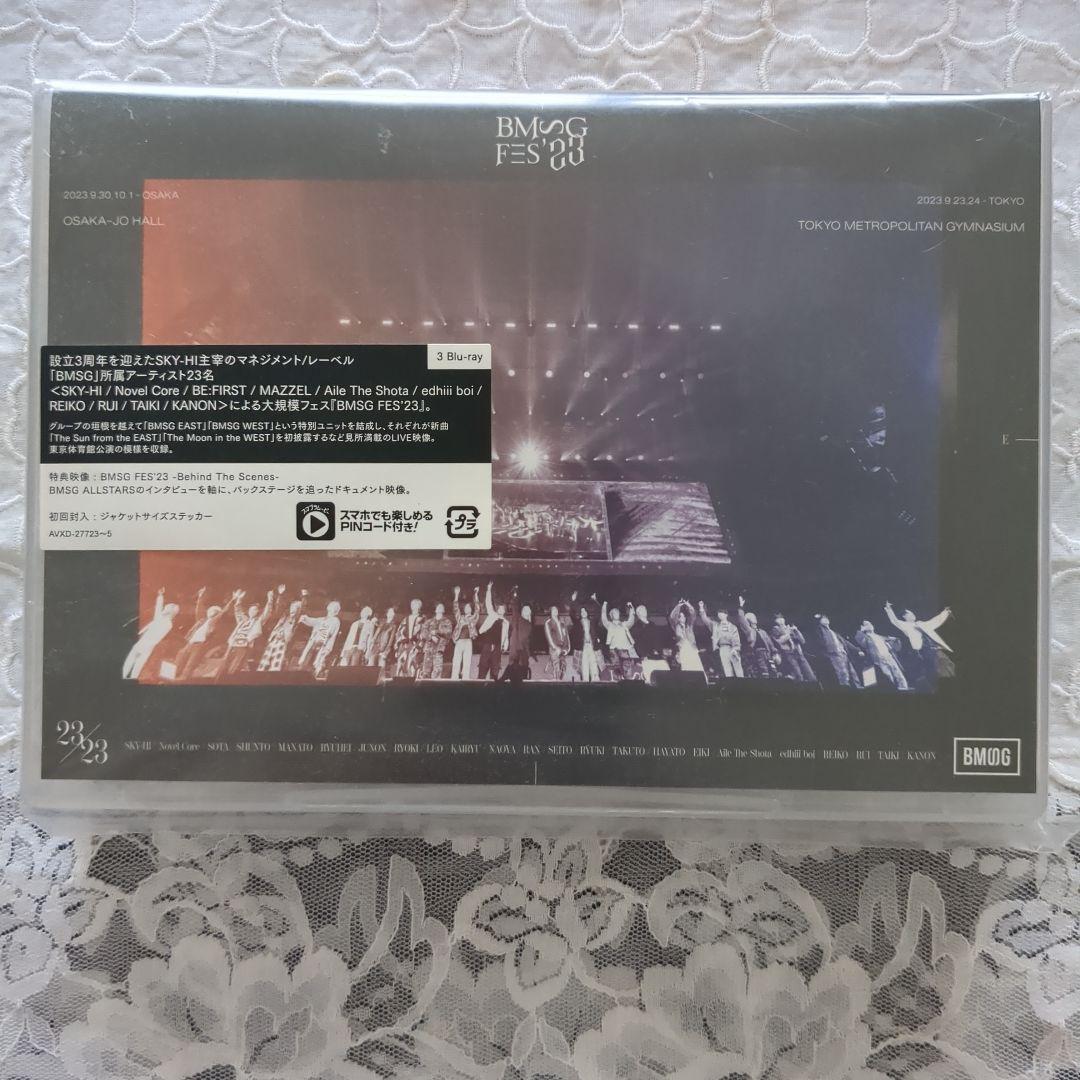 BMSG
FES'23
2023.9.30,10.1 - OSAKA
OSAKA-JO HALL
2023.9.23,24 - TOKYO
TOKYO METROPOLITAN GYMNASIUM
3 Blu-ray
設立3周年を迎えたSKY-HI主宰のマネジメント/レーベル
「BMSG」所属アーティスト23名
<SKY-HI / Novel Core / BE:FIRST / MAZZEL / Aile The Shota / edhiii boi /
REIKO / RUI / TAIKI / KANON>による大規模フェス『BMSG FES'23』。
グループの垣根を越えて「BMSG EAST」「BMSG WEST」という特別ユニットを結成し、それぞれが新曲
「The Sun from the EAST」「The Moon in the WEST」を初披露するなど見所満載のLIVE映像。
東京体育館公演の模様を収録。
特典映像 : BMSG FES'23 -Behind The Scenes-
BMSG ALLSTARSのインタビューを軸に、バックステージを追ったドキュメント映像。
初回封入 : ジャケットサイズステッカー
AVXD-27723〜5
スマプラムービー
スマホでも楽しめる
PINコード付き!
プラ
E
23/23
SKY-HI Novel Core SOTA SHUNTO MANATO RYUHEI JUNON RYOKI LEO KAIRYU NAOYA RAN SEITO RYUKI TAKUTO HAYATO EIKI Aile The Shota edhiii boi REIKO RUI TAIKI KANON
BMSG